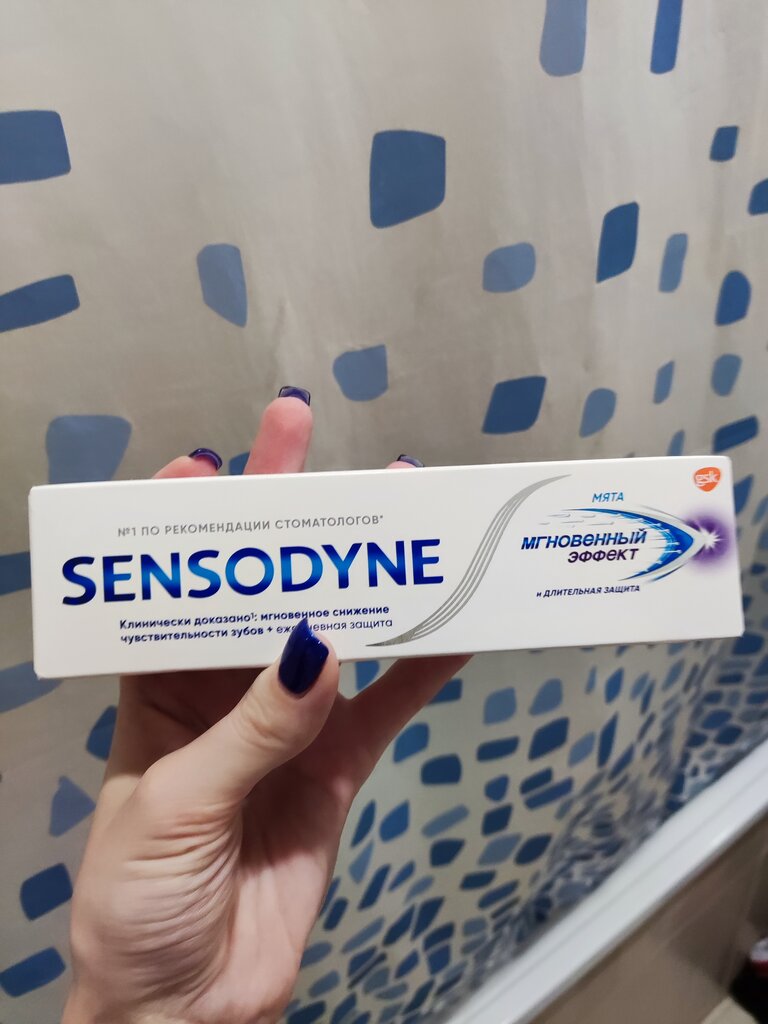 №1 ПО РЕКОМЕНДАЦИИ СТОМАТОЛОГОВ*
SENSODYNE
Клинически доказано¹: мгновенное снижение
чувствительности зубов + защита
МЯТА
МГНОВЕННЫЙ
ЭФФЕКТ
и ДЛИТЕЛЬНАЯ ЗАЩИТА
gsk